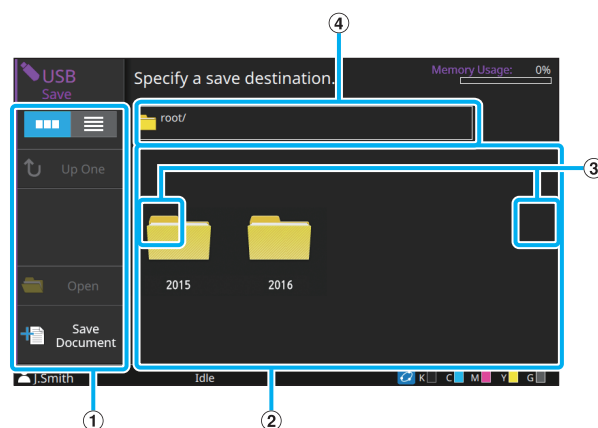 ④
USB
Save
Specify a save destination.
Memory Usage: 0%
root/
Up One
③
2015 2016
Open
Save
Document
J.Smith Idle K C M Y G
① ②